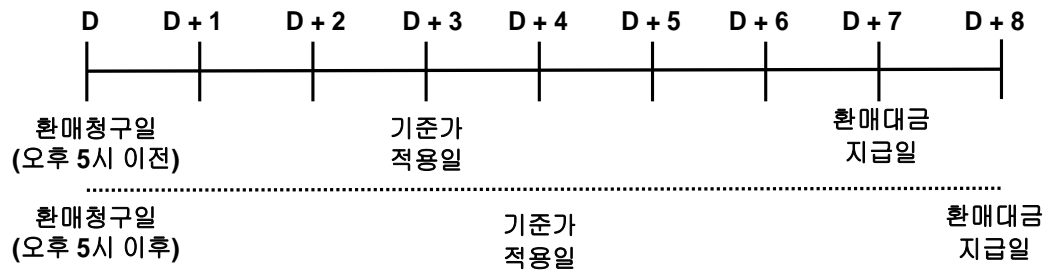 D D + 1 D + 2 D + 3 D + 4 D + 5 D + 6 D + 7 D + 8
환매청구일
(오후 5시 이전)
기준가
적용일
환매대금
지급일
환매청구일
(오후 5시 이후)
기준가
적용일
환매대금
지급일